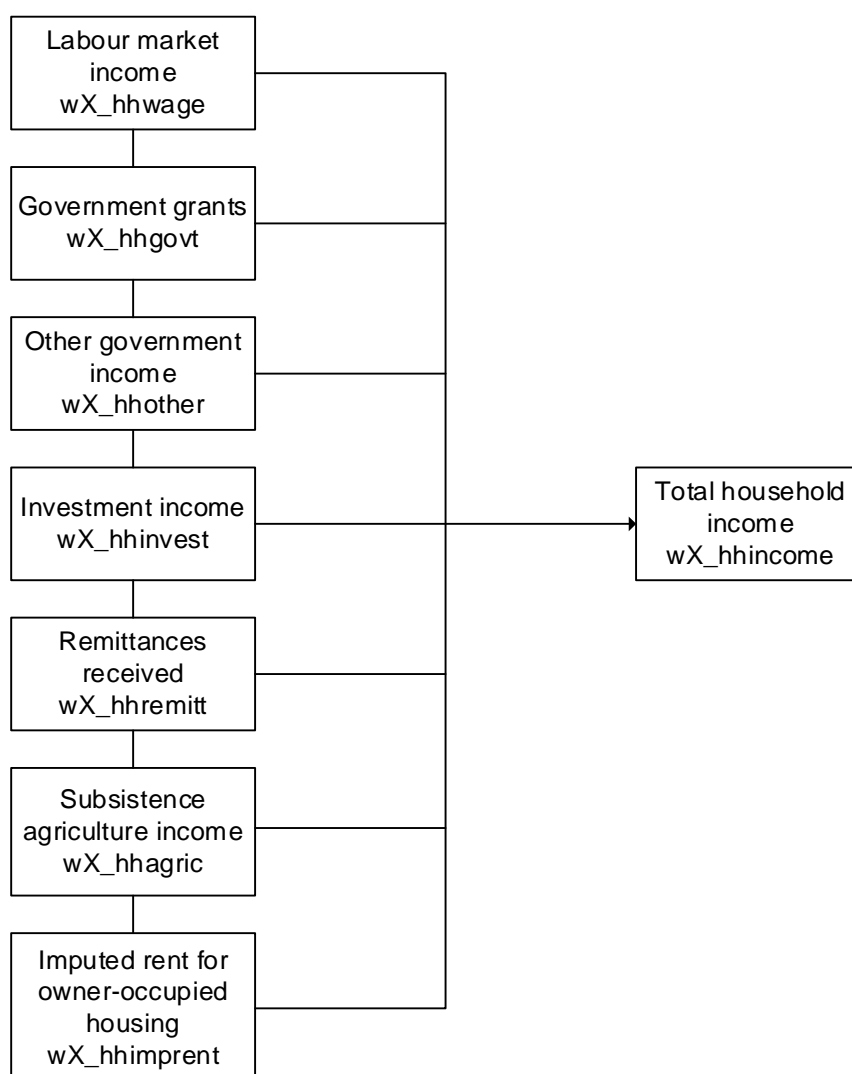 Labour market
income
wX_hhwage
Government grants
wX_hhgovt
Other government
income
wX_hhother
Investment income
wX_hhinvest
Remittances
received
wX_hhremitt
Subsistence
agriculture income
wX_hhagric
Imputed rent for
owner-occupied
housing
wX_hhimprent
Total household
income
wX_hhincome